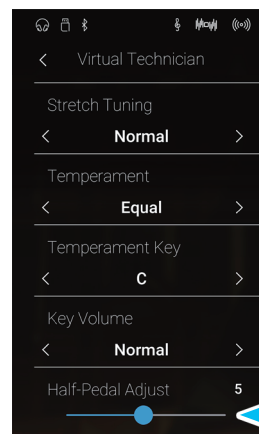 Virtual Technician
Stretch Tuning
Normal
Temperament
Equal
Temperament Key
C
Key Volume
Normal
Half-Pedal Adjust 5